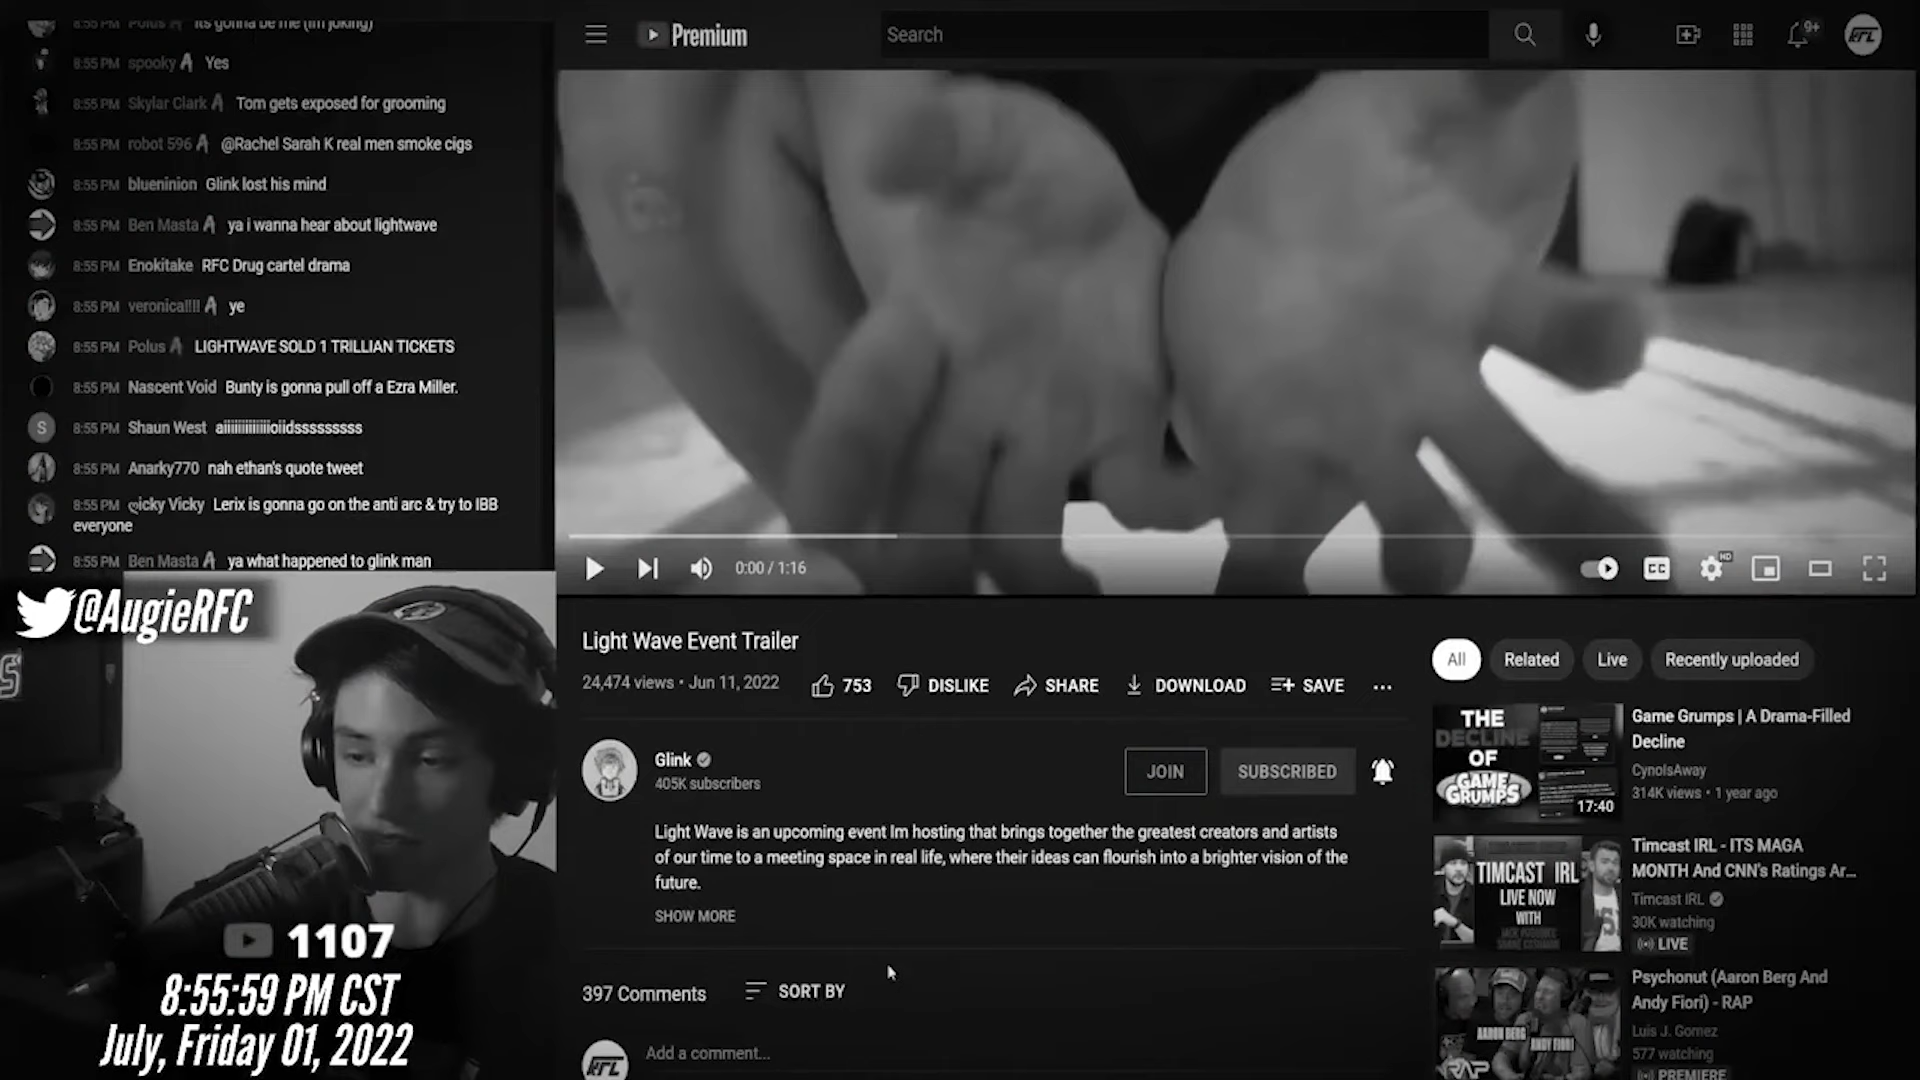 8:55 PM Polus its gonna be me (im joking)
8:55 PM spooky Yes
8:55 PM Skylar Clark Tom gets exposed for grooming
8:55 PM robot 596 @Rachel Sarah K real men smoke cigs
8:55 PM blueninion Glink lost his mind
8:55 PM Ben Masta ya i wanna hear about lightwave
8:55 PM Enokitake RFC Drug cartel drama
8:55 PM veronica!!!! ye
8:55 PM Polus LIGHTWAVE SOLD 1 TRILLIAN TICKETS
8:55 PM Nascent Void Bunty is gonna pull off a Ezra Miller.
S 8:55 PM Shaun West
8:55 PM Anarky770 nah ethan's quote tweet
8:55 PM Vicky Lerix is gonna go on the anti arc & try to IBB
everyone
8:55 PM Ben Masta ya what happened to glink man
@AugieRFC
S
1107
8:55:59 PM CST
July, Friday 01, 2022
Premium
Search
9+
RFC
0:00 / 1:16
CC
HD
Light Wave Event Trailer
24,474 views • Jun 11, 2022
753
DISLIKE
SHARE
DOWNLOAD
SAVE
...
Glink
405K subscribers
JOIN
SUBSCRIBED
Light Wave is an upcoming event Im hosting that brings together the greatest creators and artists
of our time to a meeting space in real life, where their ideas can flourish into a brighter vision of the
future.
SHOW MORE
397 Comments
SORT BY
RFC
Add a comment...
All
Related
Live
Recently uploaded
THE
DECLINE
OF
GAME
GRUMPS
17:40
Game Grumps | A Drama-Filled
Decline
CynoIsAway
314K views • 1 year ago
TIMCAST IRL
LIVE NOW
WITH
Timcast IRL - ITS MAGA
MONTH And CNN's Ratings Ar...
Timcast IRL
30K watching
LIVE
AARON BERG
ANDY FIORI
RAP
Psychonut (Aaron Berg And
Andy Fiori) - RAP
Luis J. Gomez
577 watching
PREMIERE